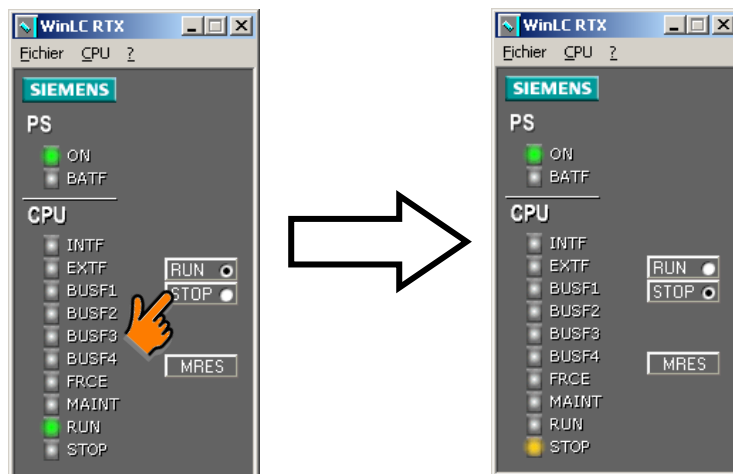 WinLC RTX
Fichier CPU ?
SIEMENS
PS
ON
BATF
CPU
INTF
EXTF
BUSF1
BUSF2
BUSF3
BUSF4
FRCE
MAINT
RUN
STOP
RUN
STOP
MRES
WinLC RTX
Fichier CPU ?
SIEMENS
PS
ON
BATF
CPU
INTF
EXTF
BUSF1
BUSF2
BUSF3
BUSF4
FRCE
MAINT
RUN
STOP
RUN
STOP
MRES